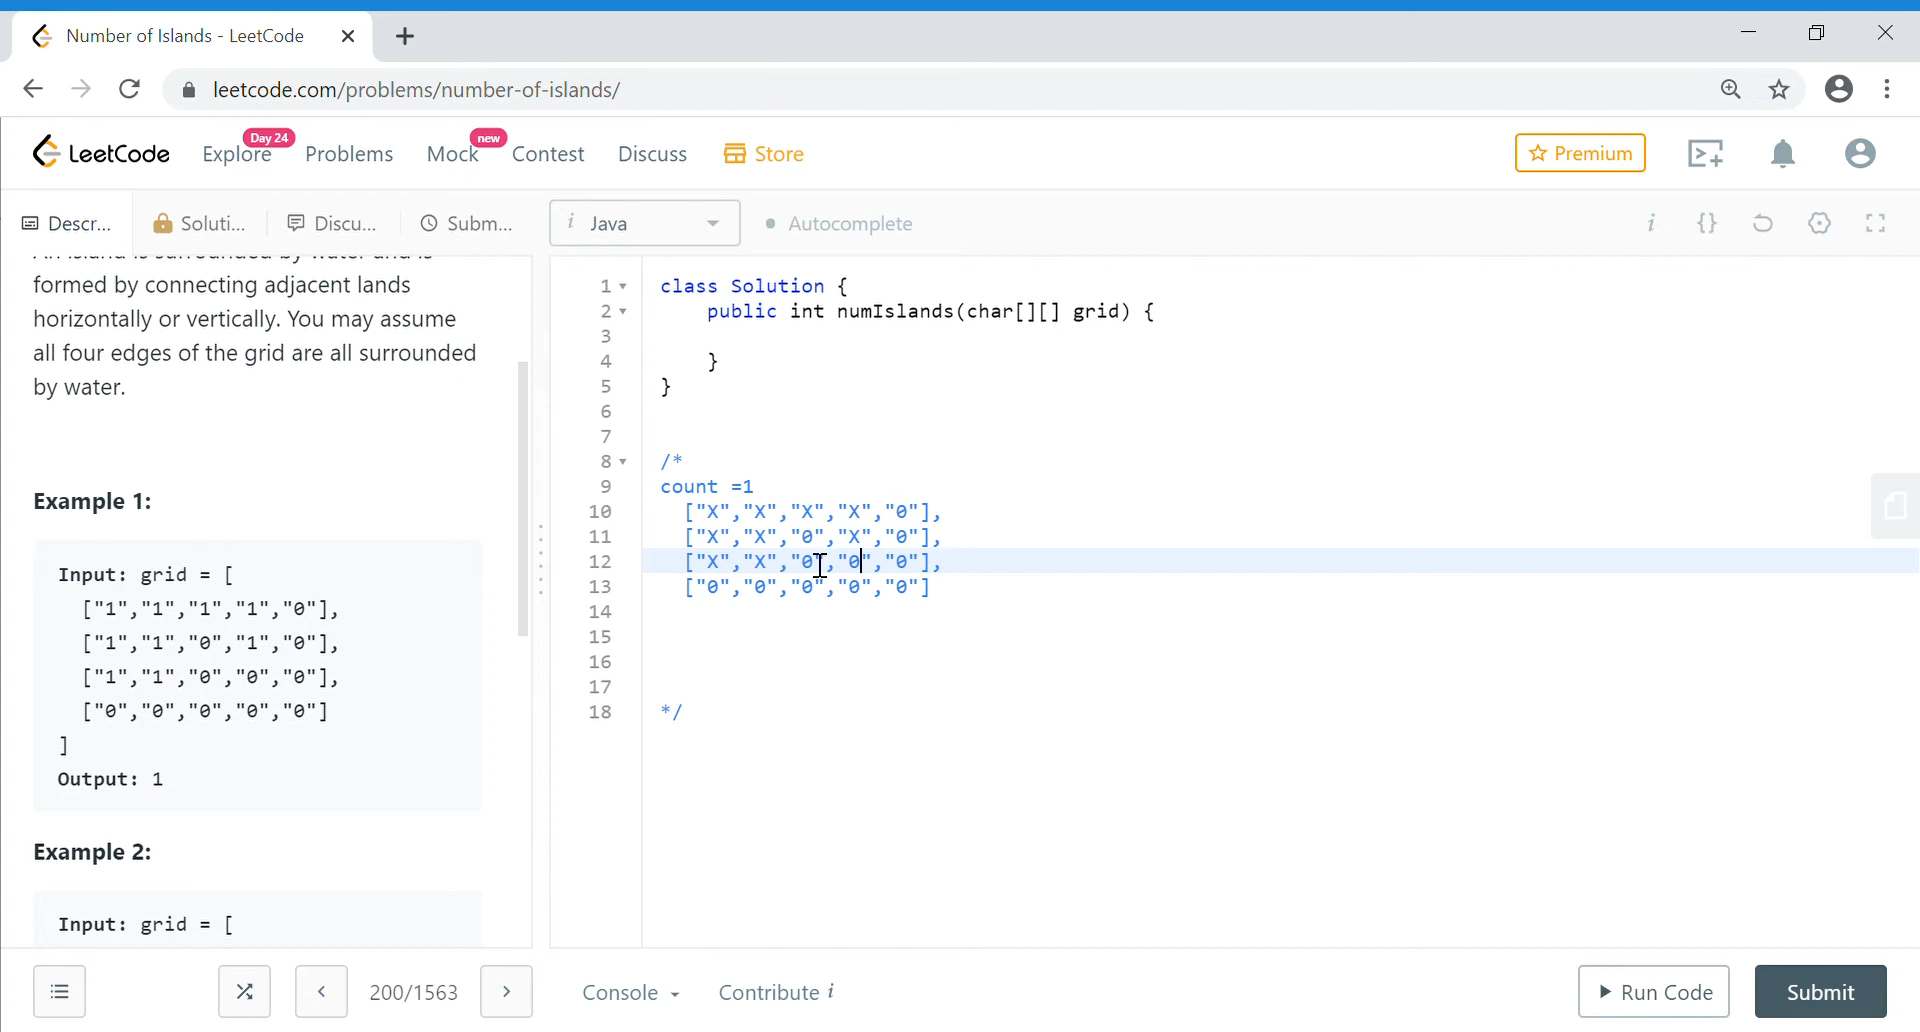 Number of Islands - LeetCode
leetcode.com/problems/number-of-islands/
LeetCode
Explore
Day 24
Problems
Mock
new
Contest
Discuss
Store
Premium
Descr...
Soluti...
Discu...
Subm...
i Java
Autocomplete
i
{}
formed by connecting adjacent lands
horizontally or vertically. You may assume
all four edges of the grid are all surrounded
by water.
Example 1:
Input: grid = [
["1","1","1","1","0"],
["1","1","0","1","0"],
["1","1","0","0","0"],
["0","0","0","0","0"]
]
Output: 1
Example 2:
Input: grid = [
1 class Solution {
2 public int numIslands(char[][] grid) {
3
4 }
5 }
6
7
8 /*
9 count =1
10 ["X","X","X","X","0"],
11 ["X","X","0","X","0"],
12 ["X","X","0","0","0"],
13 ["0","0","0","0","0"]
14
15
16
17
18 */
200/1563
Console
Contribute i
Run Code
Submit